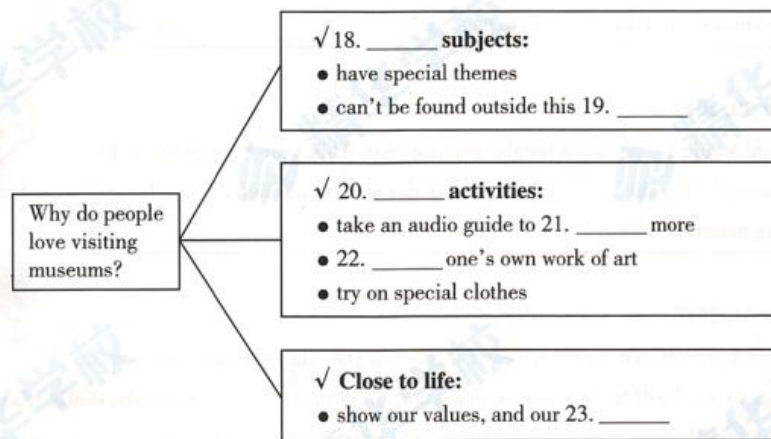 √ 18. ______ subjects:
● have special themes
● can't be found outside this 19. ______
Why do people
love visiting
museums?
√ 20. ______ activities:
● take an audio guide to 21. ______ more
● 22. ______ one's own work of art
● try on special clothes
√ Close to life:
● show our values, and our 23. ______